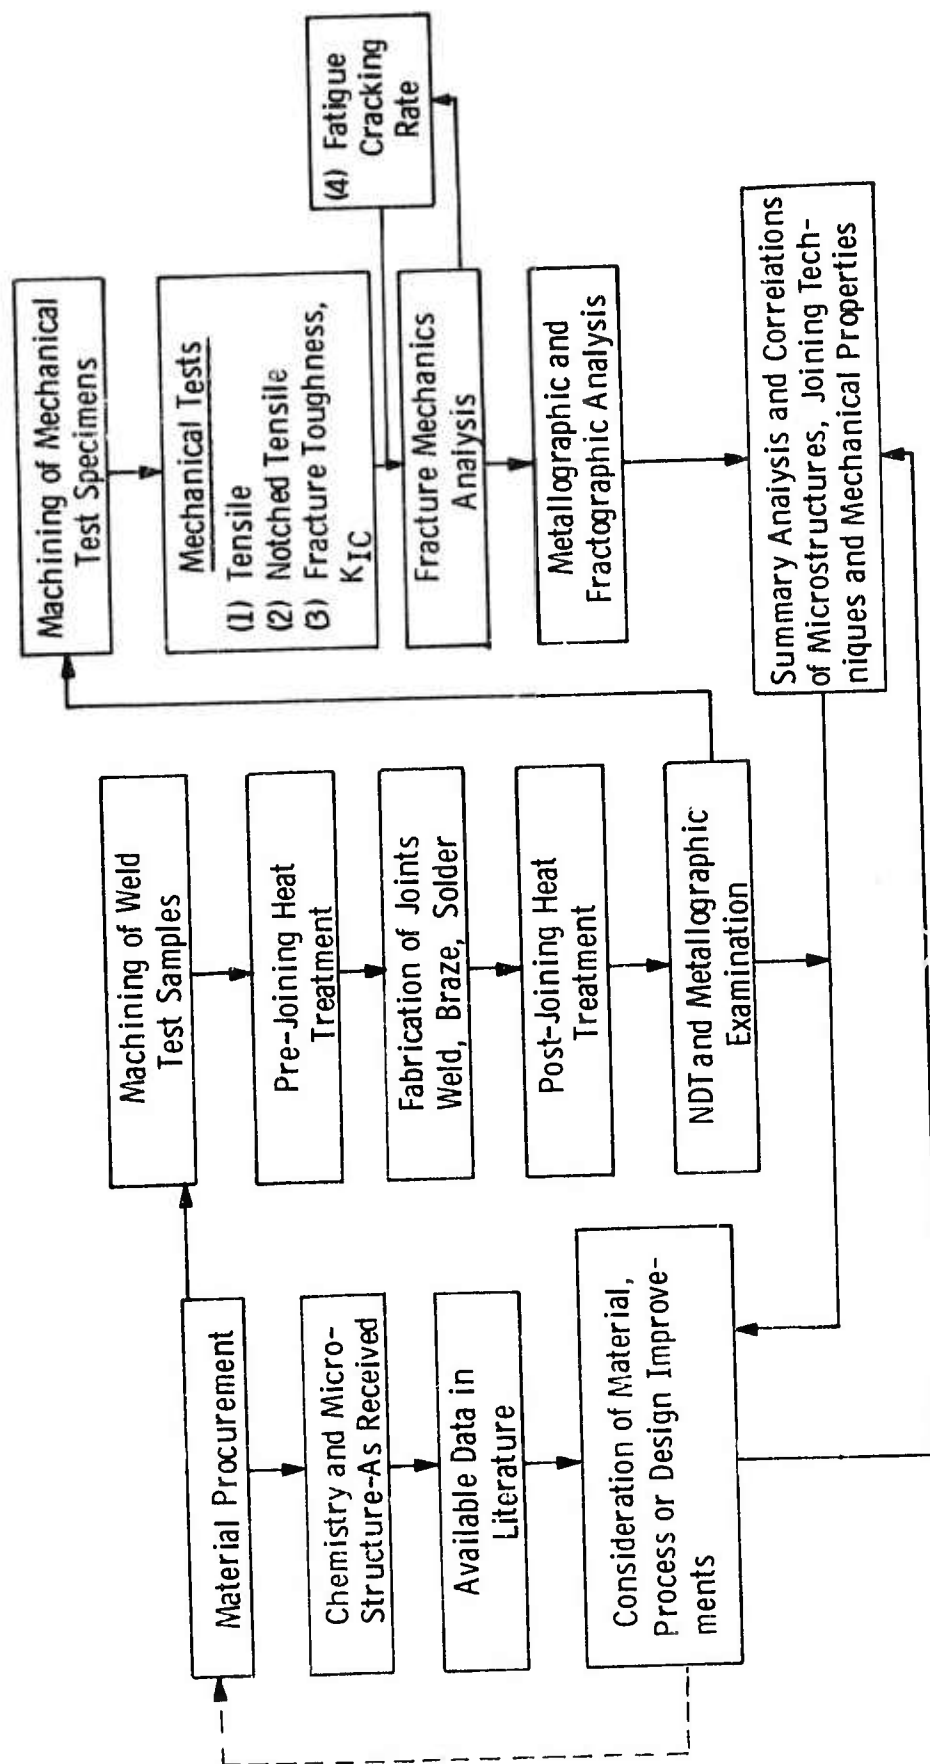 Material Procurement
Chemistry and Micro-
Structure-As Received
Available Data in
Literature
Consideration of Material,
Process or Design Improve-
ments
Machining of Weld
Test Samples
Pre-Joining Heat
Treatment
Fabrication of Joints
Weld, Braze, Solder
Post-Joining Heat
Treatment
NDT and Metallographic
Examination
Machining of Mechanical
Test Specimens
Mechanical Tests
(1) Tensile
(2) Notched Tensile
(3) Fracture Toughness,
KIC
(4) Fatigue
Cracking
Rate
Fracture Mechanics
Analysis
Metallographic and
Fractographic Analysis
Summary Analysis and Correlations
of Microstructures, Joining Tech-
niques and Mechanical Properties